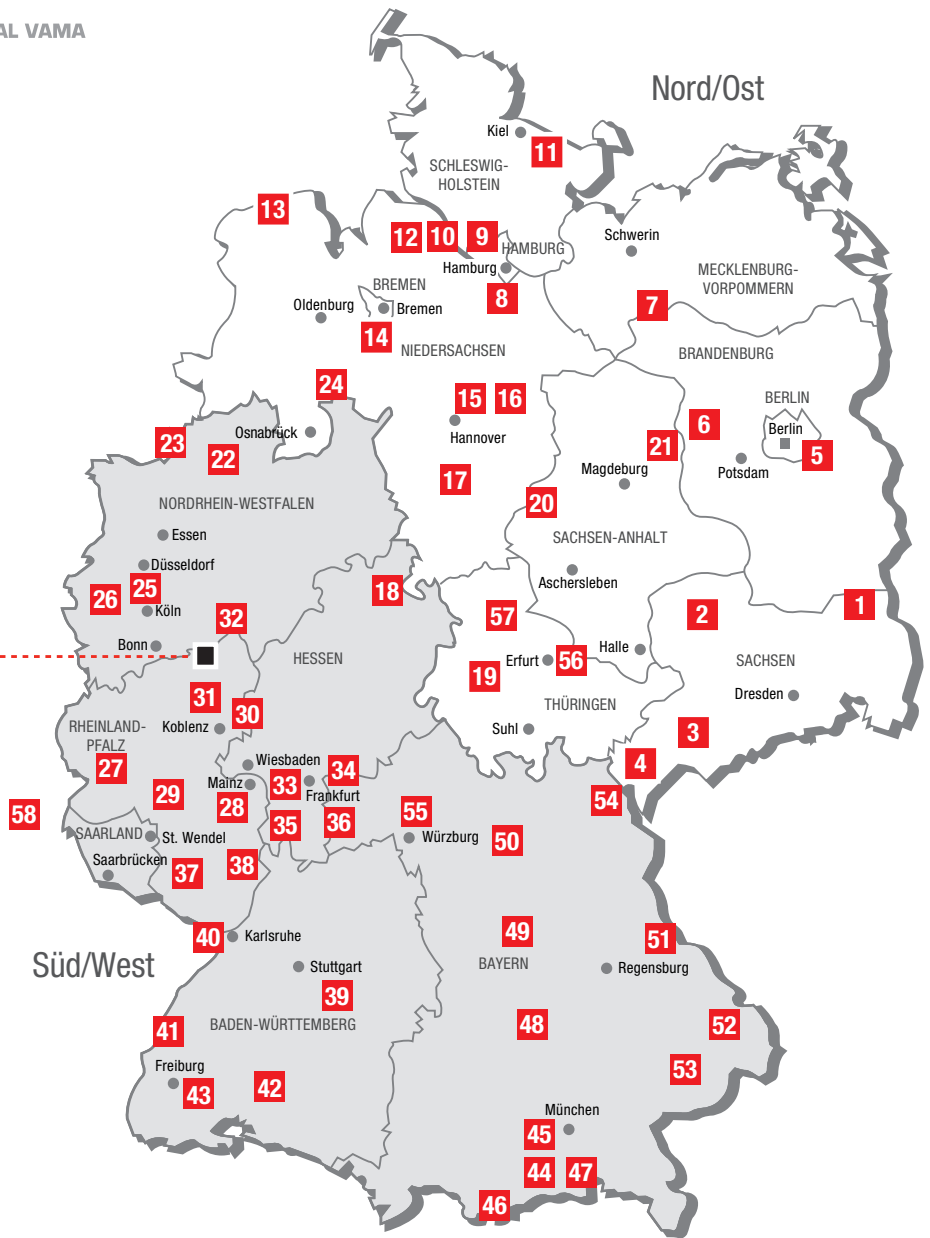 AL VAMA
Nord/Ost
Kiel
11
SCHLESWIG-
HOLSTEIN
13
12
10
9
HAMBURG
Schwerin
Hamburg
MECKLENBURG-
VORPOMMERN
BREMEN
8
7
Oldenburg
Bremen
14
NIEDERSACHSEN
BRANDENBURG
24
15
16
BERLIN
6
Berlin
Osnabrück
Hannover
23
22
21
5
Magdeburg
Potsdam
17
NORDRHEIN-WESTFALEN
20
Essen
SACHSEN-ANHALT
Düsseldorf
Aschersleben
25
18
26
Köln
32
57
2
1
Bonn
HESSEN
Halle
Erfurt
56
SACHSEN
19
31
Dresden
30
THÜRINGEN
RHEINLAND-
PFALZ
Koblenz
Suhl
3
27
Wiesbaden
4
Mainz
33
34
29
28
Frankfurt
54
58
35
36
55
SAARLAND
St. Wendel
Würzburg
50
Saarbrücken
37
38
40
Karlsruhe
49
51
Süd/West
Stuttgart
BAYERN
Regensburg
39
41
BADEN-WÜRTTEMBERG
48
52
Freiburg
43
42
53
München
45
44
47
46